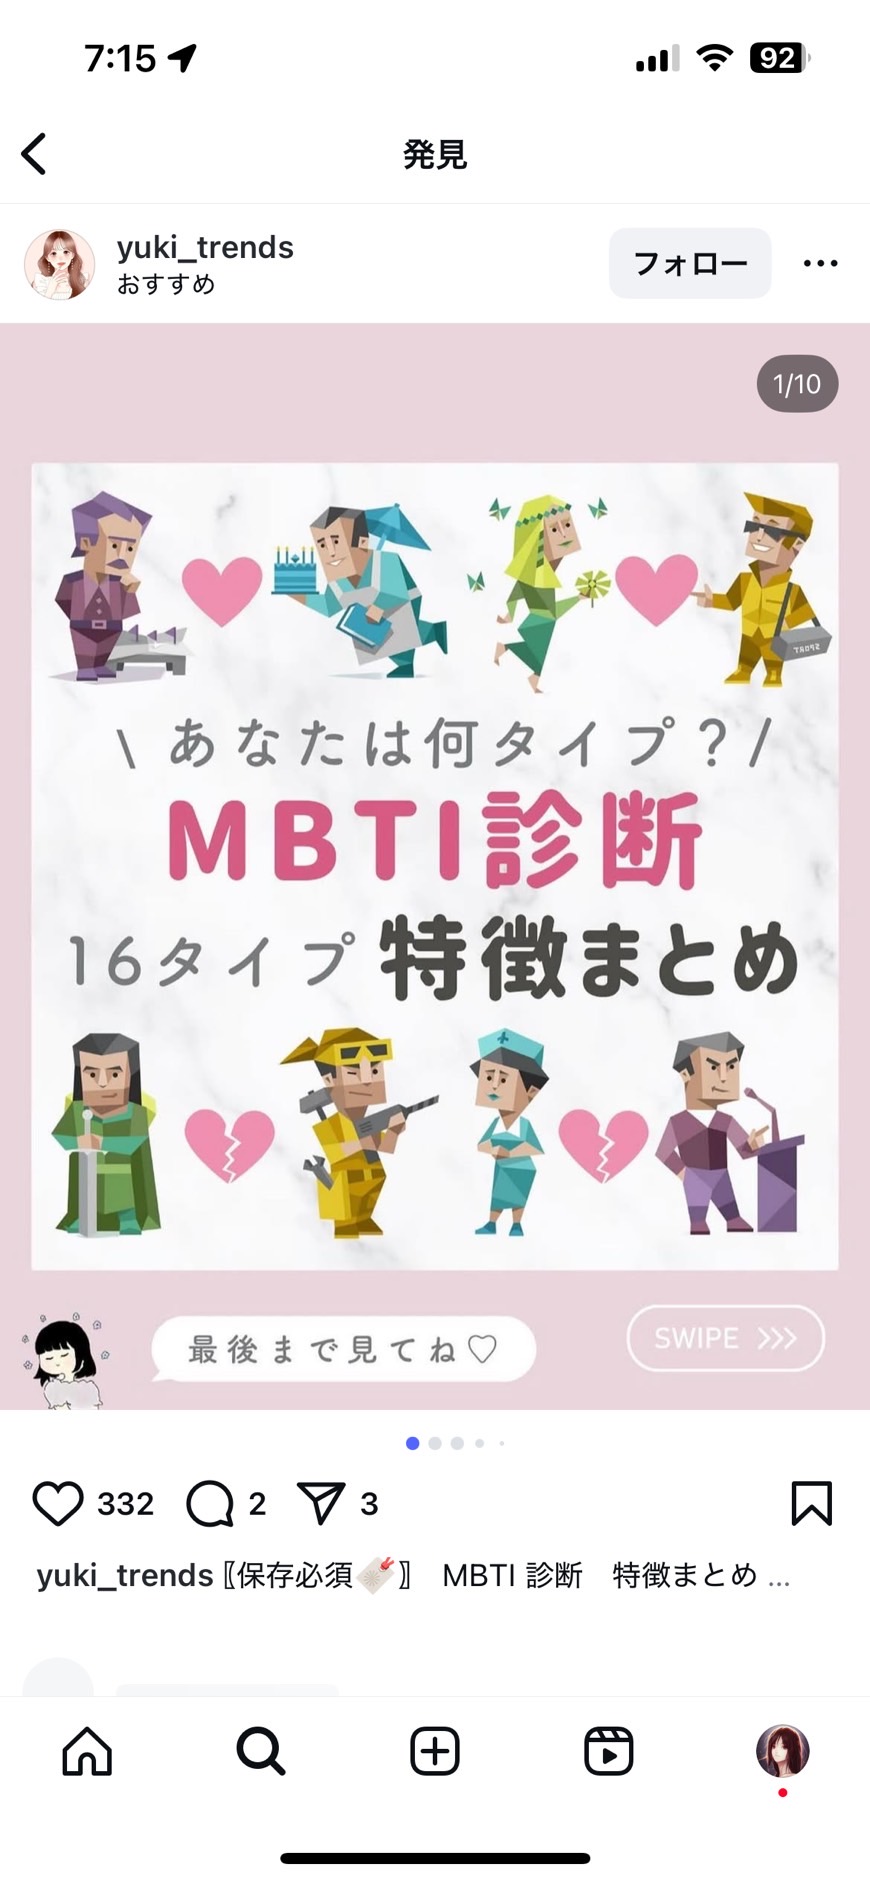 7:15
92
発見
yuki_trends
おすすめ
フォロー
1/10
\ あなたは何タイプ？/
MBTI診断
16タイプ 特徴まとめ
最後まで見てね♡
SWIPE >>>
332
2
3
yuki_trends 〖保存必須🧧〗 MBTI 診断　特徴まとめ ...